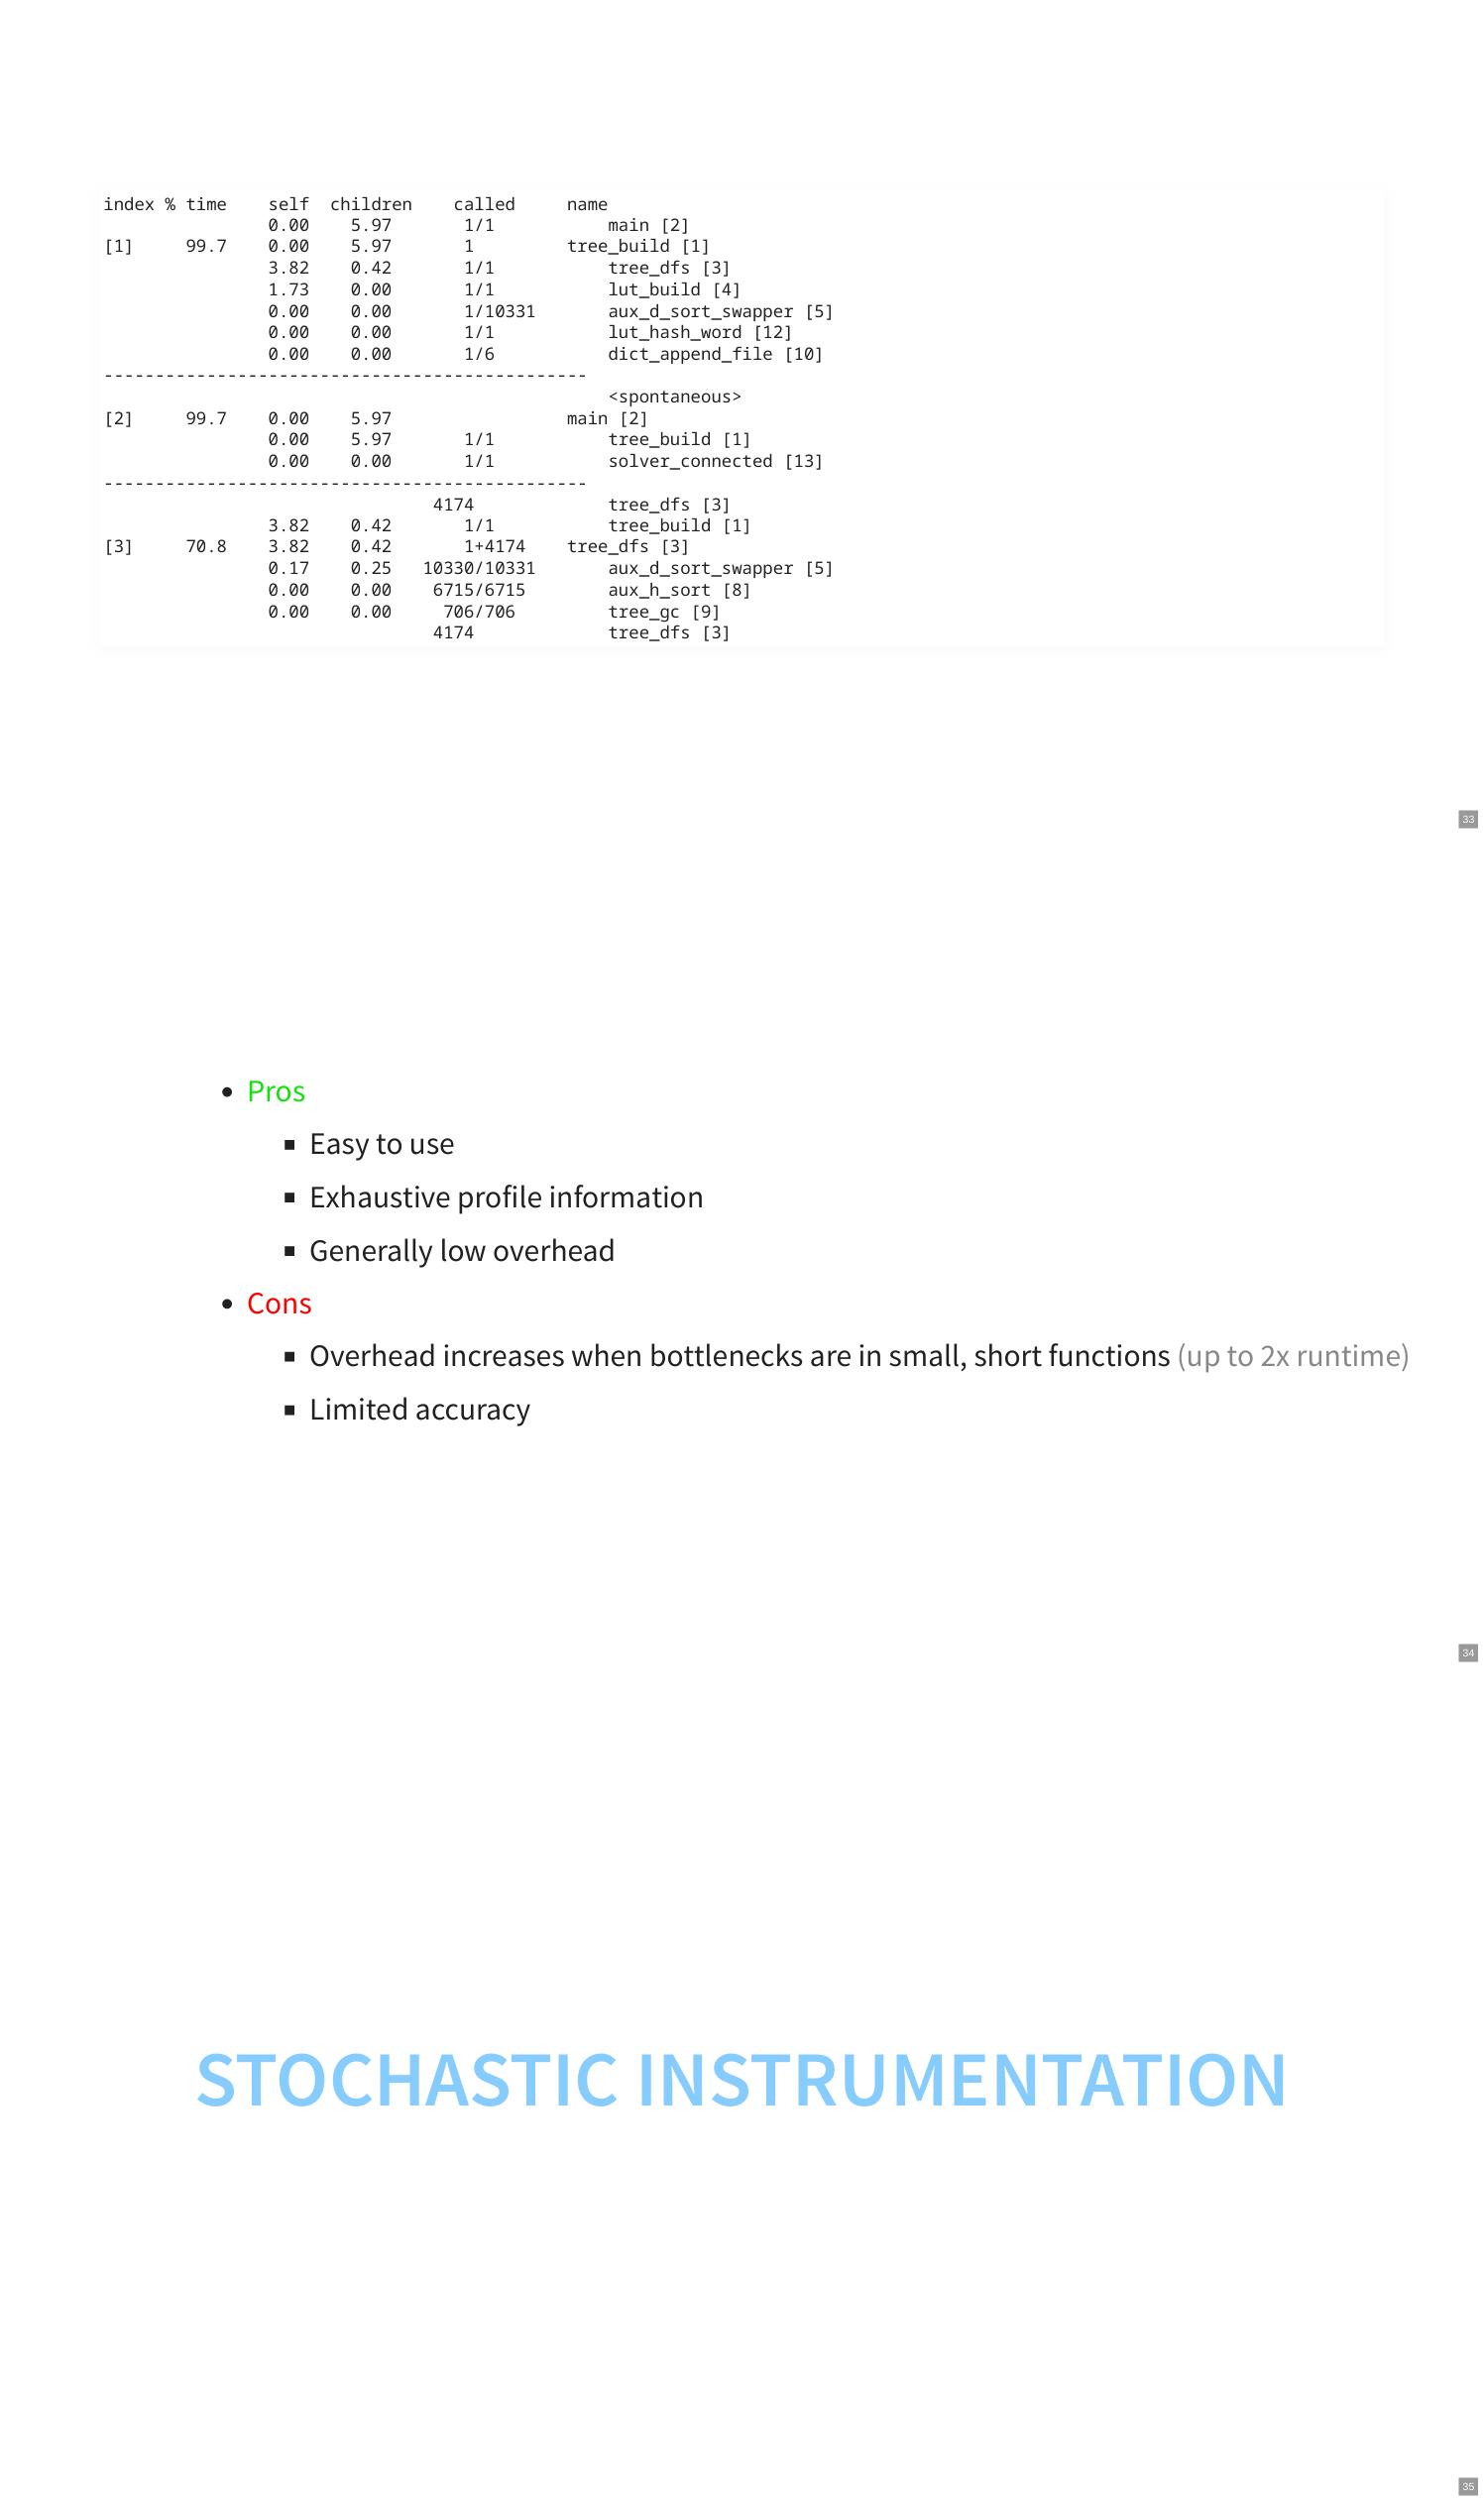 index % time    self  children    called     name
                0.00    5.97       1/1           main [2]
[1]     99.7    0.00    5.97       1         tree_build [1]
                3.82    0.42       1/1           tree_dfs [3]
                1.73    0.00       1/1           lut_build [4]
                0.00    0.00       1/10331       aux_d_sort_swapper [5]
                0.00    0.00       1/1           lut_hash_word [12]
                0.00    0.00       1/6           dict_append_file [10]
-----------------------------------------------
                                                 <spontaneous>
[2]     99.7    0.00    5.97                 main [2]
                0.00    5.97       1/1           tree_build [1]
                0.00    0.00       1/1           solver_connected [13]
-----------------------------------------------
                                4174             tree_dfs [3]
                3.82    0.42       1/1           tree_build [1]
[3]     70.8    3.82    0.42       1+4174    tree_dfs [3]
                0.17    0.25   10330/10331       aux_d_sort_swapper [5]
                0.00    0.00    6715/6715        aux_h_sort [8]
                0.00    0.00     706/706         tree_gc [9]
                                4174             tree_dfs [3]
33
• Pros
▪ Easy to use
▪ Exhaustive profile information
▪ Generally low overhead
• Cons
▪ Overhead increases when bottlenecks are in small, short functions (up to 2x runtime)
▪ Limited accuracy
34
STOCHASTIC INSTRUMENTATION
35